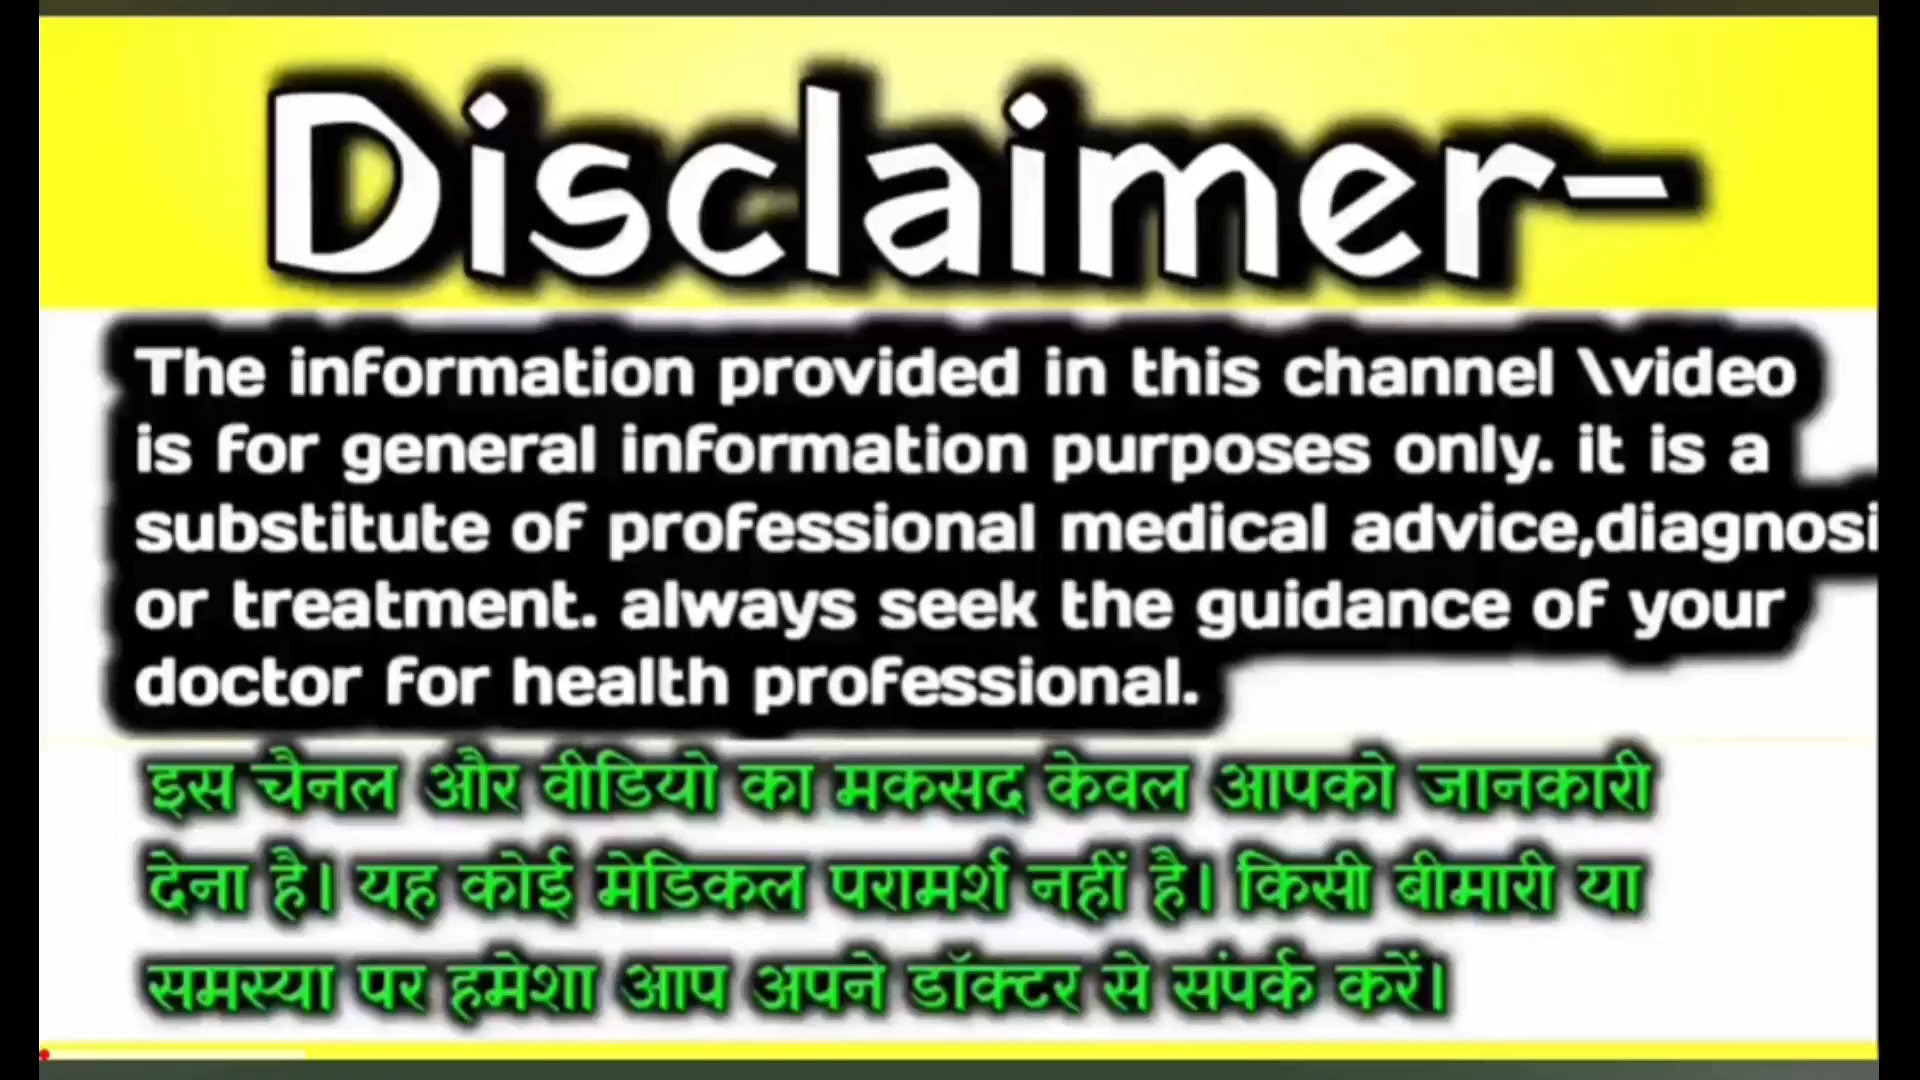 Disclaimer-
The information provided in this channel \video
is for general information purposes only. it is a
substitute of professional medical advice,diagnosi
or treatment. always seek the guidance of your
doctor for health professional.
इस चैनल और वीडियो का मकसद केवल आपको जानकारी
देना है। यह कोई मेडिकल परामर्श नहीं है। किसी बीमारी या
समस्या पर हमेशा आप अपने डॉक्टर से संपर्क करें।